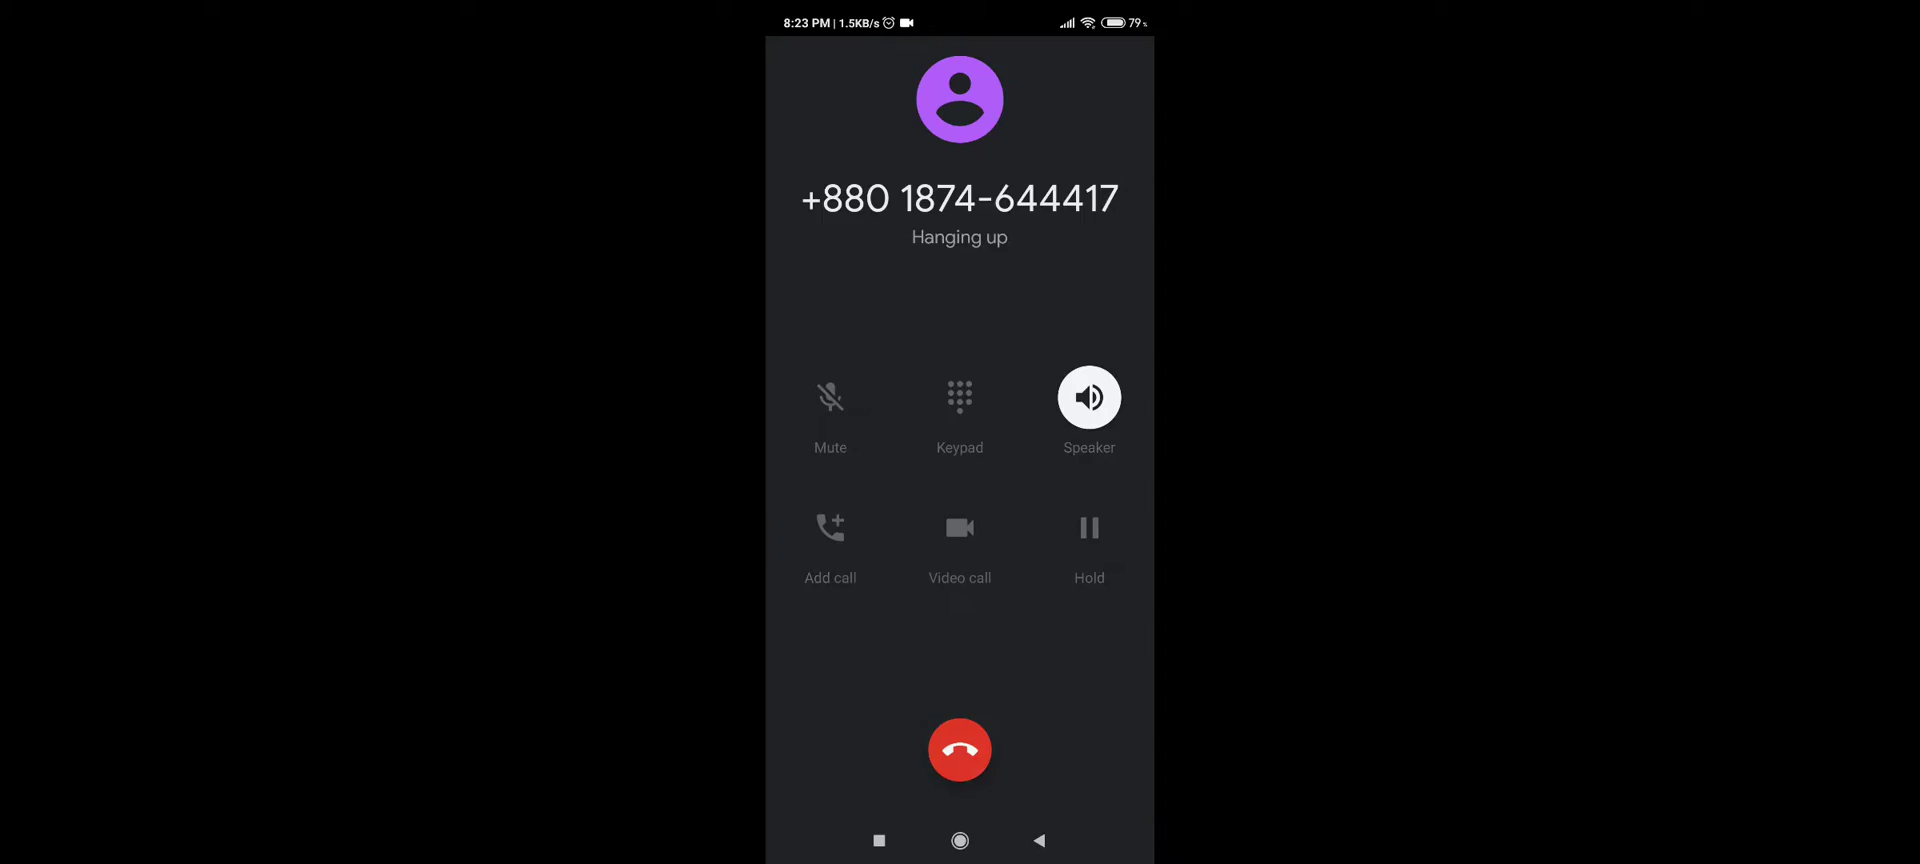 8:23 PM | 1.5KB/s 79%
+880 1874-644417
Hanging up
Mute Keypad Speaker
Add call Video call Hold